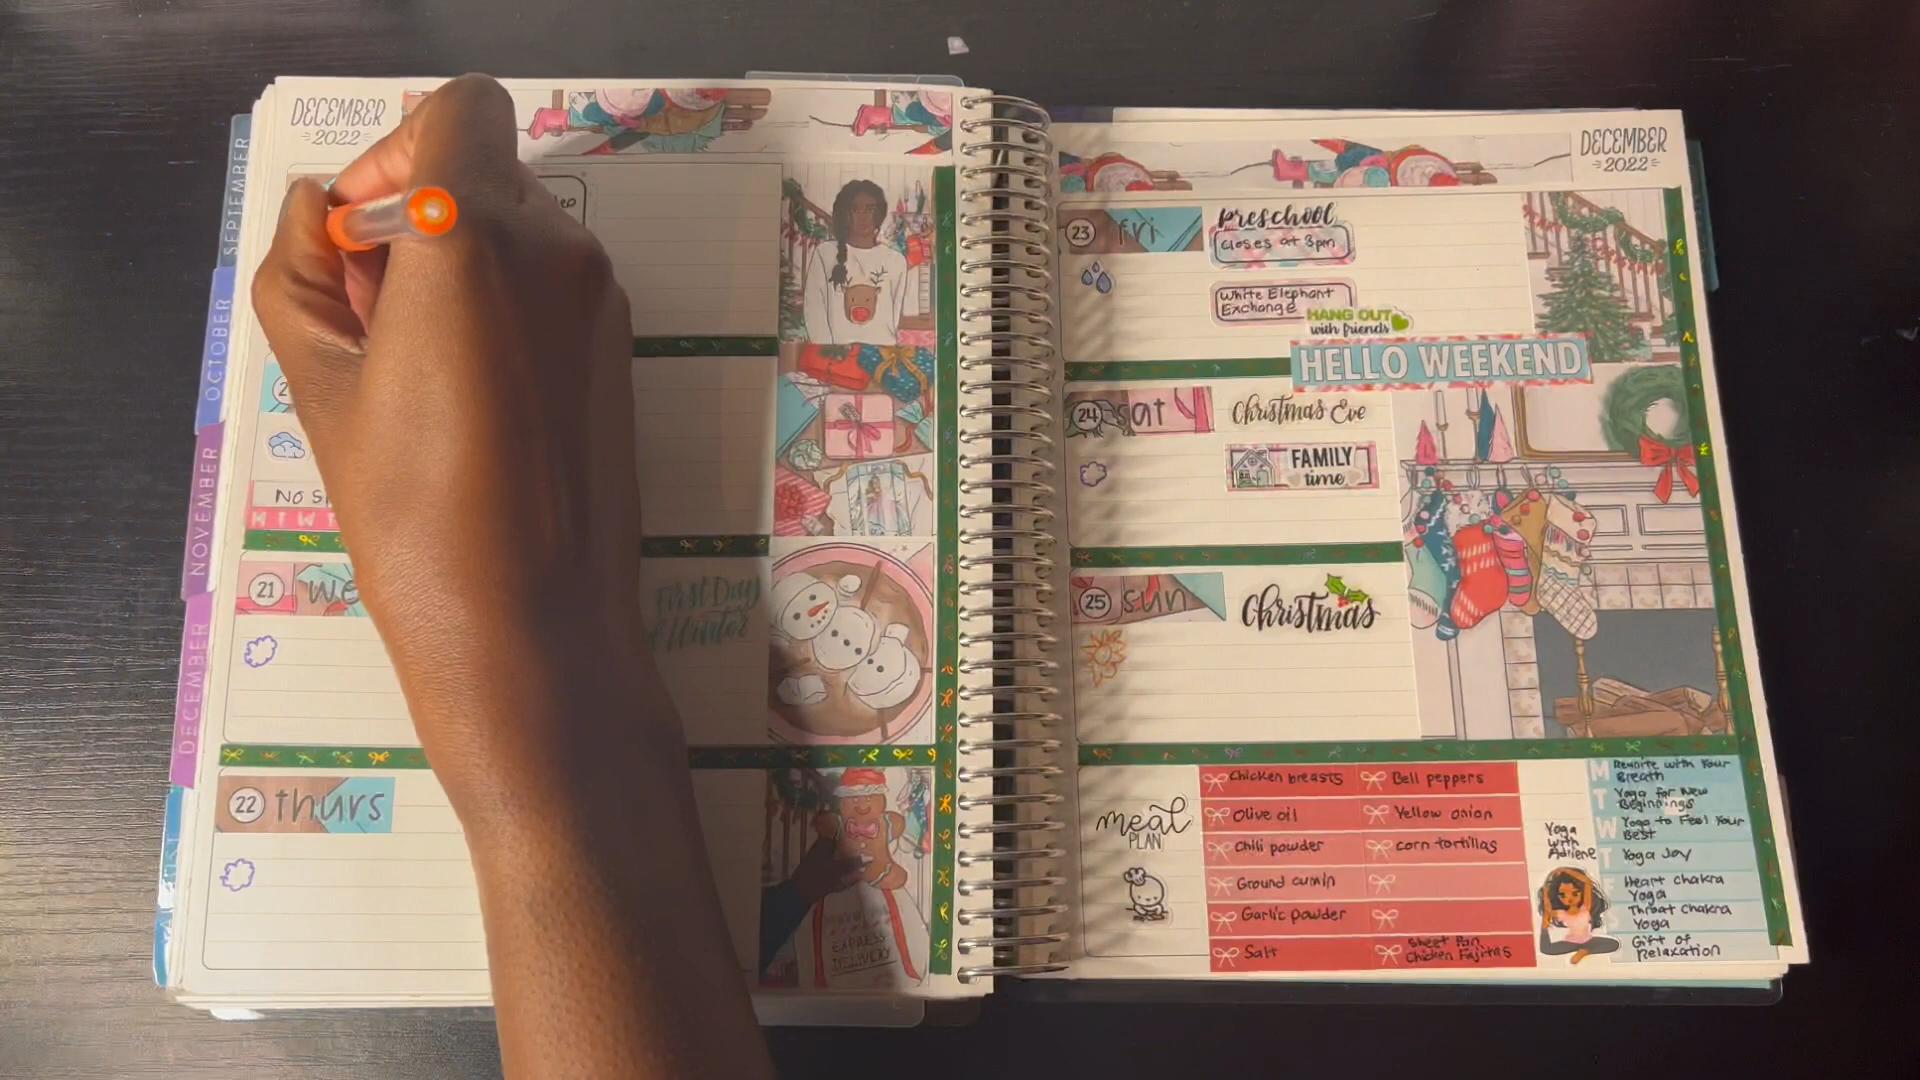 DECEMBER
2022
SEPTEMBER
OCTOBER
NOVEMBER
DECEMBER
NO
M T W T
21
First Day
of Winter
22 thurs
EXPRESS
DELIVERY
DECEMBER
2022
23 fri
preschool
closes at 3pm
White Elephant
Exchange
HANG OUT
with friends
HELLO WEEKEND
24 sat
Christmas Eve
FAMILY
time
25 sun
Christmas
meal
PLAN
Chicken breasts
Bell peppers
Olive oil
Yellow onion
Chili powder
corn tortillas
Ground cumin
Garlic powder
Salt
Sheet Pan
Chicken Fajitas
Yoga
with
Adriene
M Reunite with Your
Breath
T Yoga for New
Beginnings
W Yoga to Feel Your
Best
T Yoga Joy
F Heart Chakra
Yoga
S Throat Chakra
Yoga
S Gift of
Relaxation